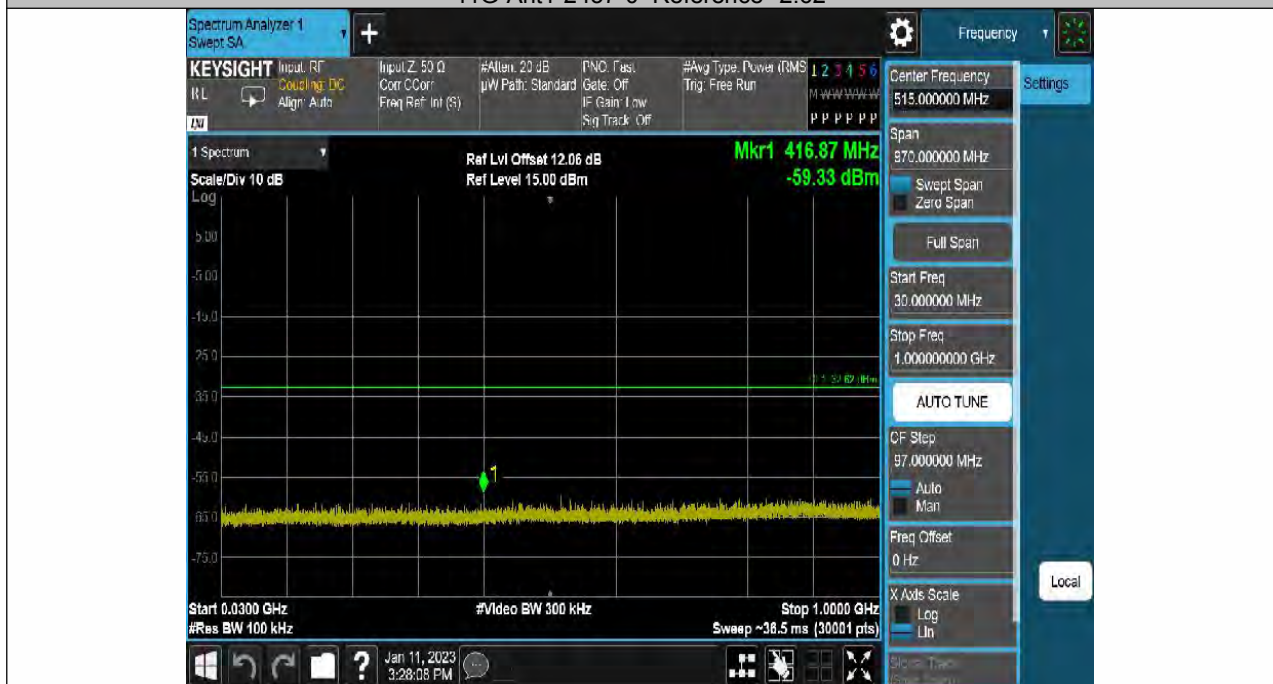 Spectrum Analyzer 1
Swept SA
+
Frequency
KEYSIGHT
Input: RF
Coupling: DC
Align: Auto
RL
Input Z: 50 Ω
Corr CCorr
Freq Ref: Int (S)
#Atten: 20 dB
µW Path: Standard
PNO: Fast
Gate: Off
IF Gain: Low
Sig Track: Off
#Avg Type: Power (RMS
Trig: Free Run
1 2 3 4 5 6
M W W W W W
P P P P P P
1 Spectrum
Scale/Div 10 dB
Log
Ref Lvl Offset 12.06 dB
Ref Level 15.00 dBm
Mkr1 416.87 MHz
-59.33 dBm
5.00
-5.00
-15.0
-25.0
-35.0
-45.0
-55.0
-65.0
-75.0
1
Start 0.0300 GHz
#Res BW 100 kHz
#Video BW 300 kHz
Stop 1.0000 GHz
Sweep ~36.5 ms (30001 pts)
Center Frequency
515.000000 MHz
Settings
Span
970.000000 MHz
Swept Span
Zero Span
Full Span
Start Freq
30.000000 MHz
Stop Freq
1.000000000 GHz
AUTO TUNE
CF Step
97.000000 MHz
Auto
Man
Freq Offset
0 Hz
X Axis Scale
Log
Lin
Local
?
Jan 11, 2023
3:28:08 PM